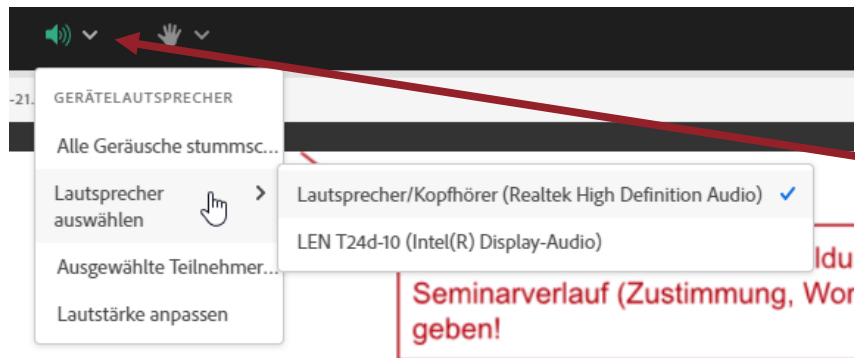 -21.
GERÄTELAUTSPRECHER
Alle Geräusche stummsc...
Lautsprecher
auswählen
Lautsprecher/Kopfhörer (Realtek High Definition Audio)
LEN T24d-10 (Intel(R) Display-Audio)
Ausgewählte Teilnehmer...
Lautstärke anpassen
ldu
Seminarverlauf (Zustimmung, Wor
geben!